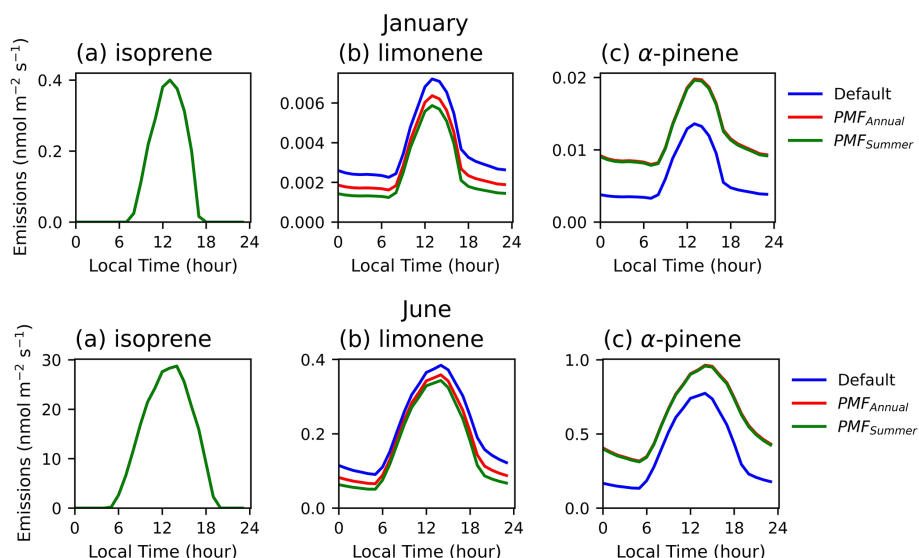 January
(a) isoprene (b) limonene (c) α-pinene
Emissions (nmol m−2 s−1)
0.4
0.2
0.0
0 6 12 18 24
Local Time (hour)
0.006
0.004
0.002
0.000
0 6 12 18 24
Local Time (hour)
0.02
0.01
0.00
0 6 12 18 24
Local Time (hour)
Default
PMFAnnual
PMFSummer
June
(a) isoprene (b) limonene (c) α-pinene
Emissions (nmol m−2 s−1)
30
20
10
0
0 6 12 18 24
Local Time (hour)
0.4
0.2
0.0
0 6 12 18 24
Local Time (hour)
1.0
0.5
0.0
0 6 12 18 24
Local Time (hour)
Default
PMFAnnual
PMFSummer